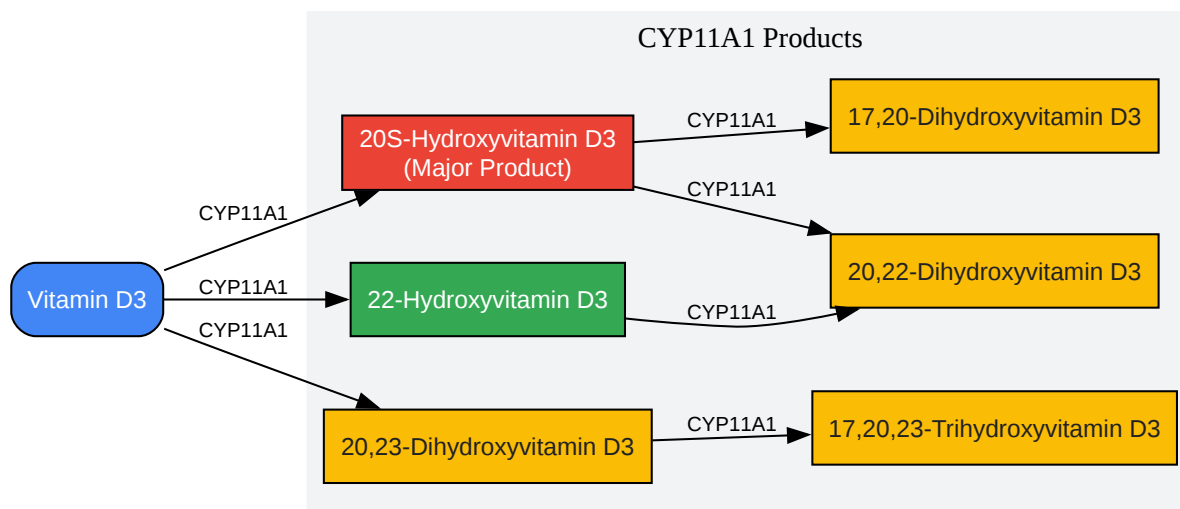 CYP11A1 Products
Vitamin D3
CYP11A1
CYP11A1
CYP11A1
20S-Hydroxyvitamin D3
(Major Product)
22-Hydroxyvitamin D3
20,23-Dihydroxyvitamin D3
CYP11A1
CYP11A1
CYP11A1
CYP11A1
17,20-Dihydroxyvitamin D3
20,22-Dihydroxyvitamin D3
17,20,23-Trihydroxyvitamin D3